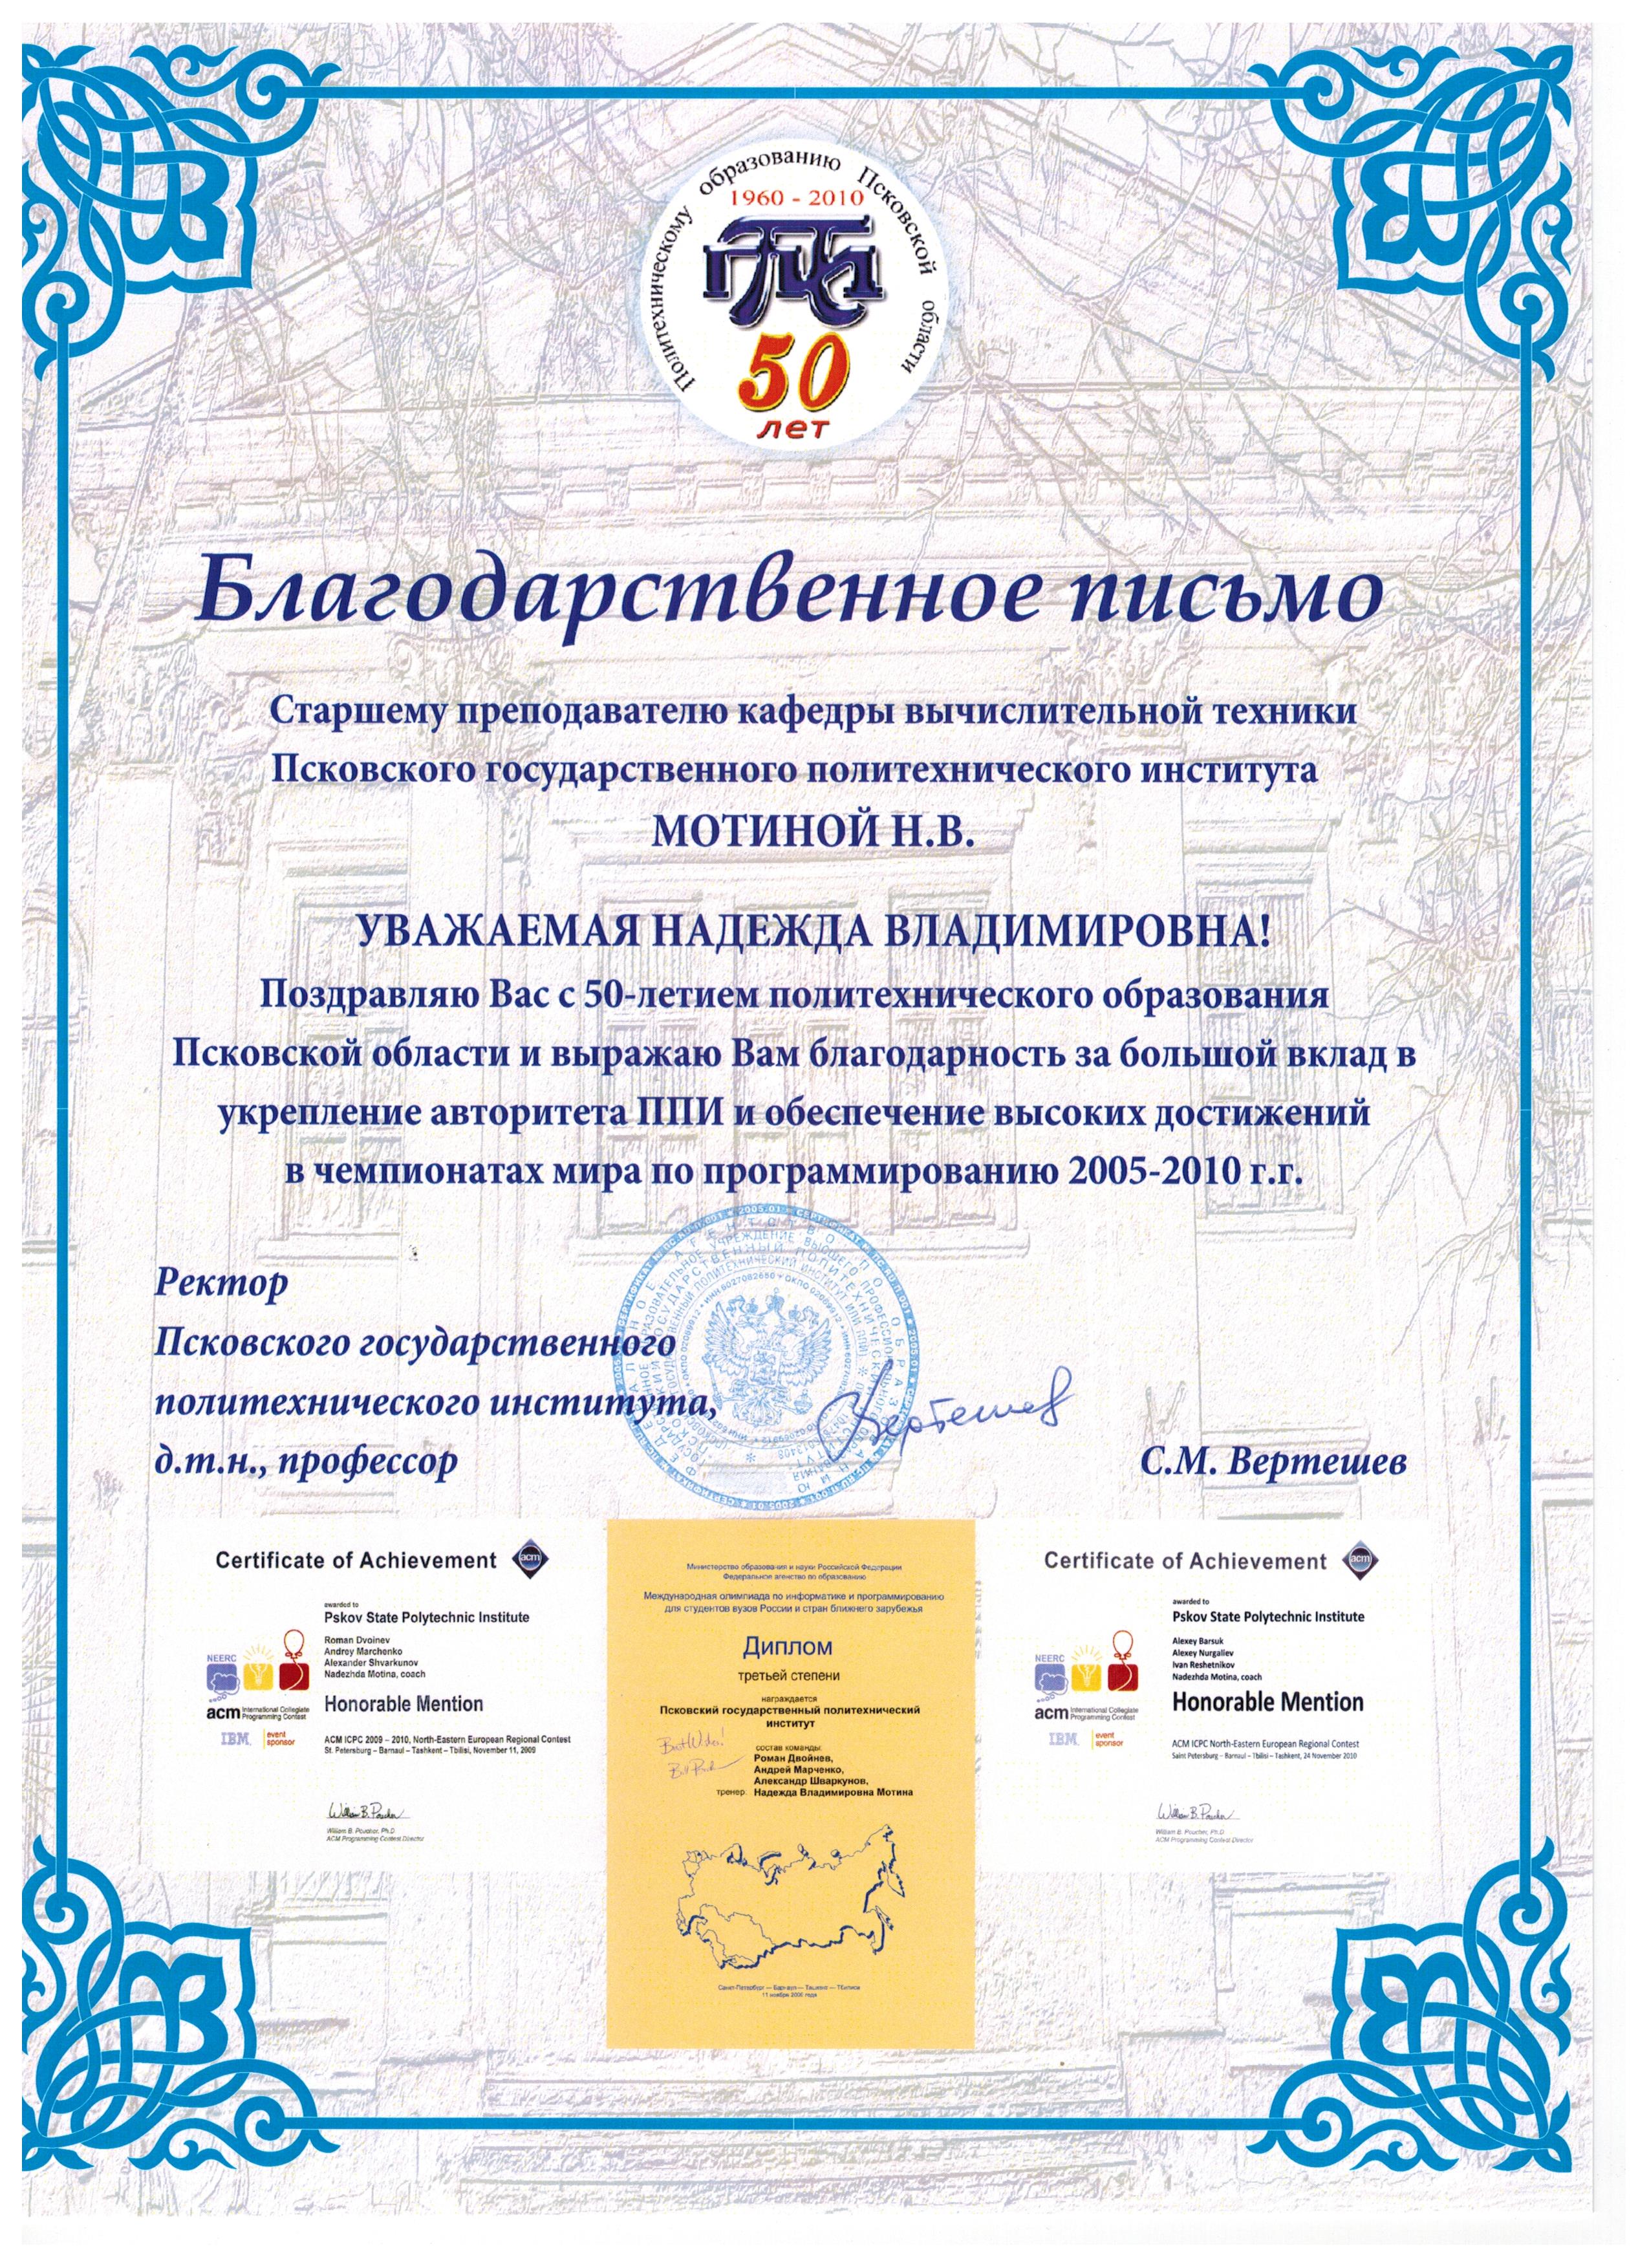 Политехническому образованию Псковской области
1960 - 2010
ППИ
50
лет
Благодарственное письмо
Старшему преподавателю кафедры вычислительной техники
Псковского государственного политехнического института
МОТИНОЙ Н.В.
УВАЖАЕМАЯ НАДЕЖДА ВЛАДИМИРОВНА!
Поздравляю Вас с 50-летием политехнического образования
Псковской области и выражаю Вам благодарность за большой вклад в
укрепление авторитета ППИ и обеспечение высоких достижений
в чемпионатах мира по программированию 2005-2010 г.г.
Ректор
Псковского государственного
политехнического института,
д.т.н., профессор
Вертешев
С.М. Вертешев
Certificate of Achievement
acm
awarded to
Pskov State Polytechnic Institute
Roman Dvoinev
Andrey Marchenko
Alexander Shvarkunov
Nadezhda Motina, coach
NEERC
Honorable Mention
acm International Collegiate
Programming Contest
IBM. event
sponsor
ACM ICPC 2009 – 2010, North-Eastern European Regional Contest
St. Petersburg – Barnaul – Tashkent – Tbilisi, November 11, 2009
William B. Poucher
William B. Poucher, Ph.D
ACM Programming Contest Director
Министерство образования и науки Российской Федерации
Федеральное агенство по образованию
Международная олимпиада по информатике и программированию
для студентов вузов России и стран ближнего зарубежья
Диплом
третьей степени
награждается
Псковский государственный политехнический
институт
Best Wishes!
состав команды:
Роман Двойнев,
Андрей Марченко,
Александр Шваркунов,
тренер Надежда Владимировна Мотина
Санкт-Петербург — Барнаул — Ташкент — Тбилиси
Certificate of Achievement
acm
awarded to
Pskov State Polytechnic Institute
Alexey Barsuk
Alexey Nurgaliev
Ivan Reshetnikov
Nadezhda Motina, coach
NEERC
Honorable Mention
acm International Collegiate
Programming Contest
IBM. event
sponsor
ACM ICPC North-Eastern European Regional Contest
Saint Petersburg – Barnaul – Tbilisi – Tashkent, 24 November 2010
William B. Poucher
William B. Poucher, Ph.D
ACM Programming Contest Director